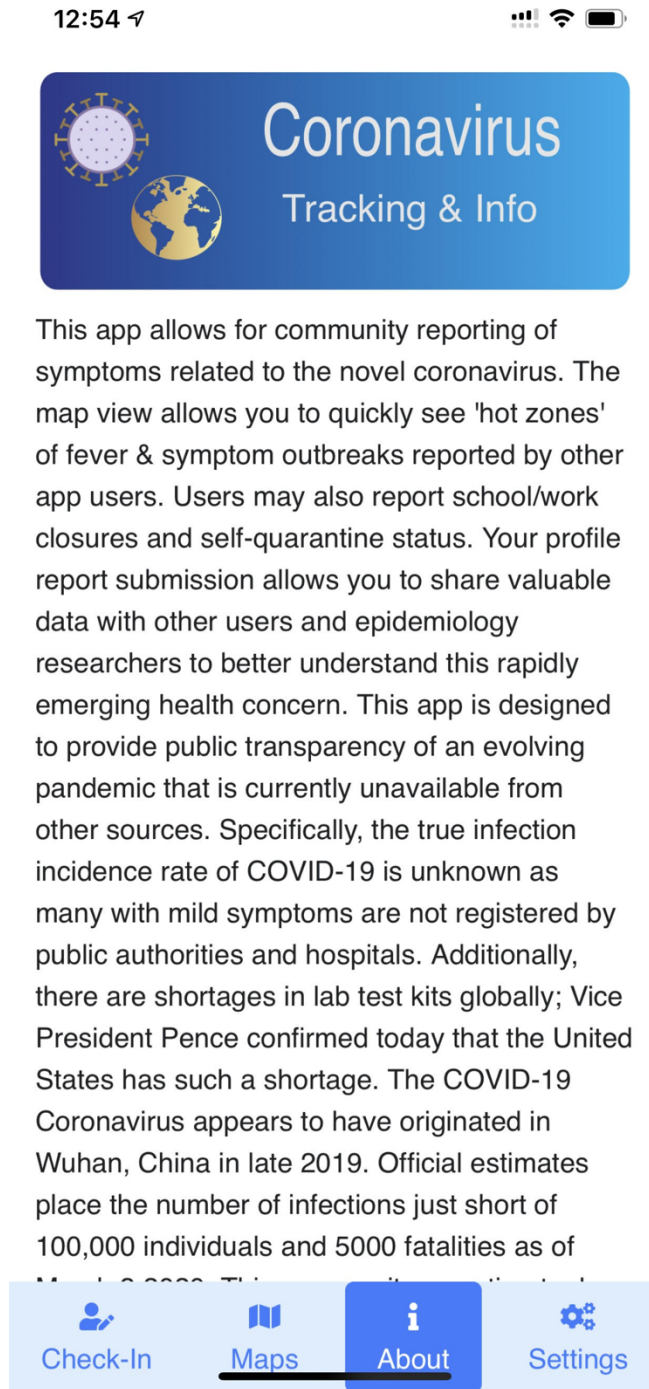 12:54
Coronavirus
Tracking & Info
This app allows for community reporting of
symptoms related to the novel coronavirus. The
map view allows you to quickly see 'hot zones'
of fever & symptom outbreaks reported by other
app users. Users may also report school/work
closures and self-quarantine status. Your profile
report submission allows you to share valuable
data with other users and epidemiology
researchers to better understand this rapidly
emerging health concern. This app is designed
to provide public transparency of an evolving
pandemic that is currently unavailable from
other sources. Specifically, the true infection
incidence rate of COVID-19 is unknown as
many with mild symptoms are not registered by
public authorities and hospitals. Additionally,
there are shortages in lab test kits globally; Vice
President Pence confirmed today that the United
States has such a shortage. The COVID-19
Coronavirus appears to have originated in
Wuhan, China in late 2019. Official estimates
place the number of infections just short of
100,000 individuals and 5000 fatalities as of
Check-In Maps About Settings